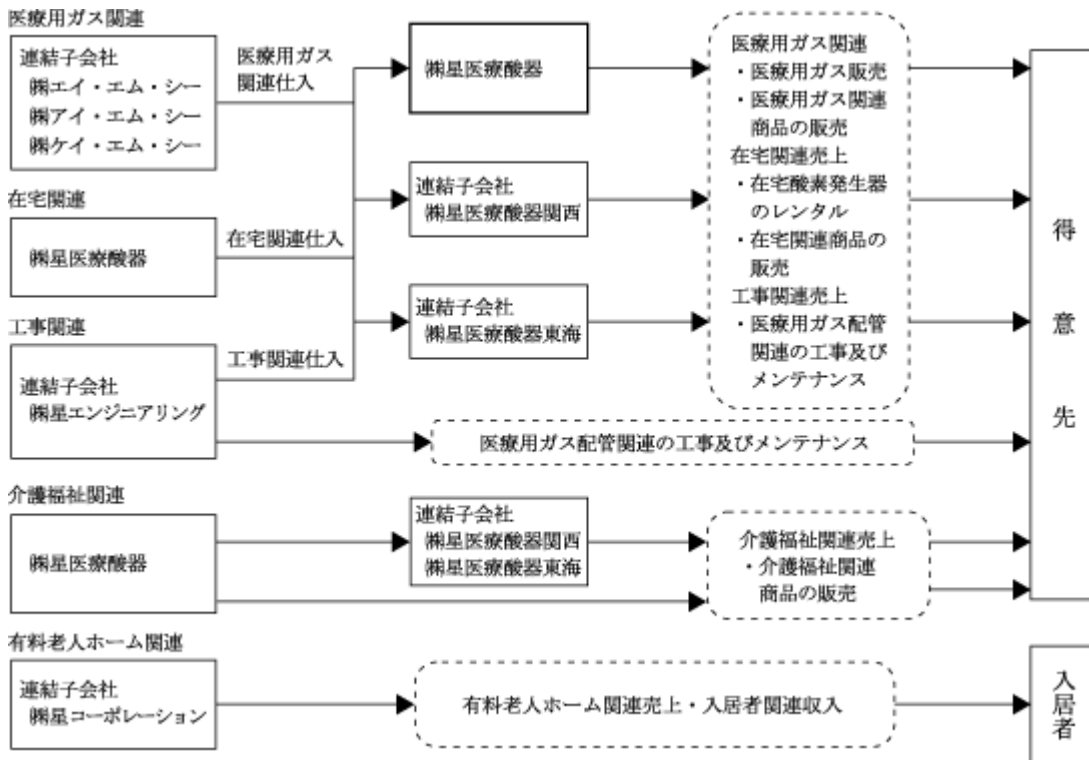 医療用ガス関連
連結子会社
㈱エイ・エム・シー
㈱アイ・エム・シー
㈱ケイ・エム・シー
医療用ガス
関連仕入
㈱星医療酸器
医療用ガス関連
・医療用ガス販売
・医療用ガス関連
商品の販売
在宅関連売上
・在宅酸素発生器
のレンタル
・在宅関連商品の
販売
工事関連売上
・医療用ガス配管
関連の工事及び
メンテナンス
得意先
在宅関連
㈱星医療酸器
在宅関連仕入
連結子会社
㈱星医療酸器関西
連結子会社
㈱星医療酸器東海
工事関連
連結子会社
㈱星エンジニアリング
工事関連仕入
医療用ガス配管関連の工事及びメンテナンス
介護福祉関連
㈱星医療酸器
連結子会社
㈱星医療酸器関西
㈱星医療酸器東海
介護福祉関連売上
・介護福祉関連
商品の販売
有料老人ホーム関連
連結子会社
㈱星コーポレーション
有料老人ホーム関連売上・入居者関連収入
入居者